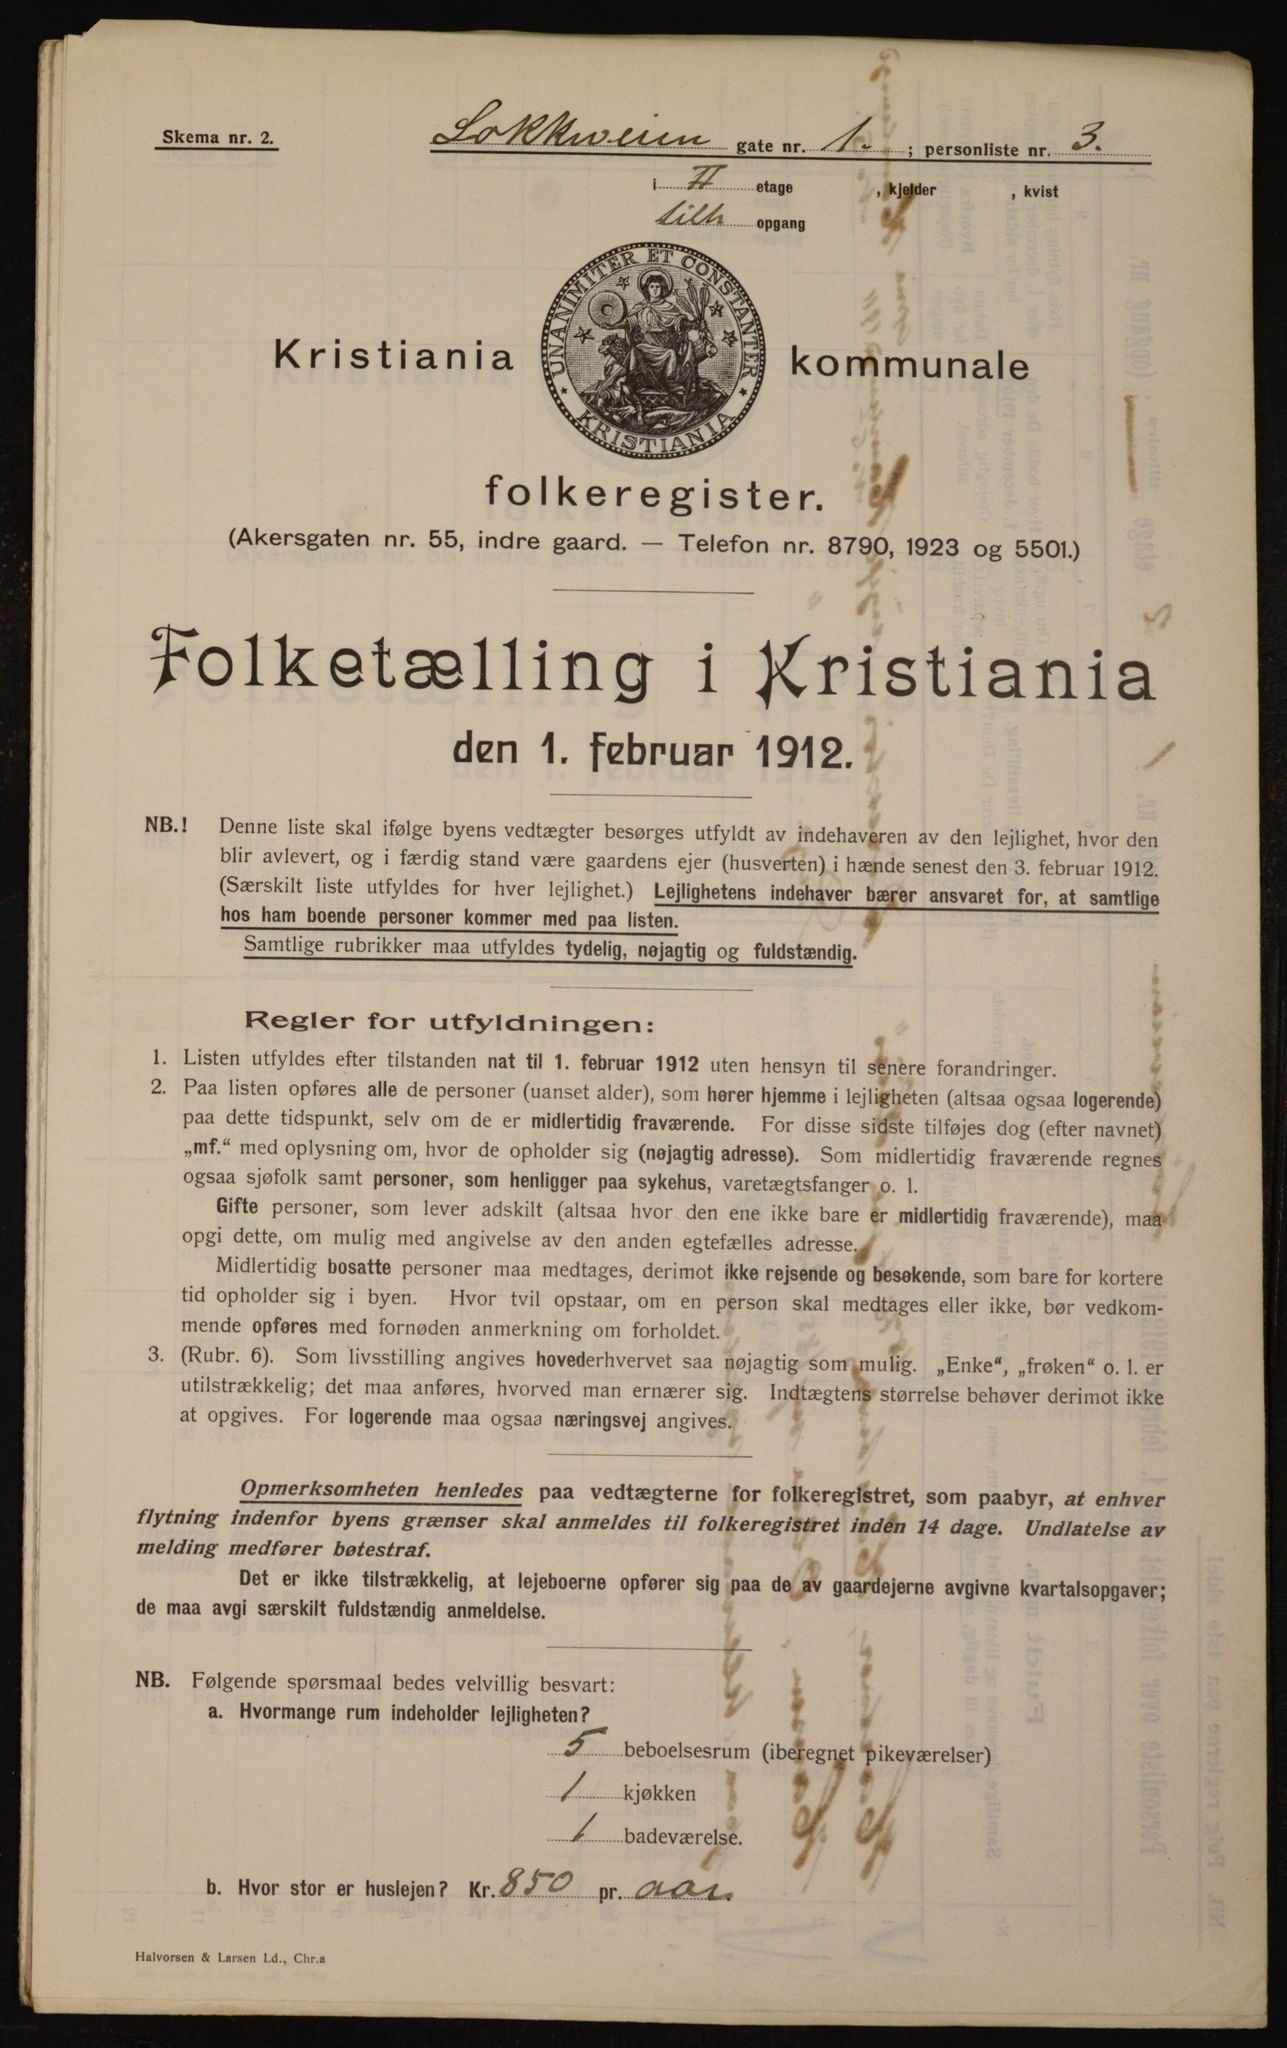 Skema nr. 2.
Lokkweien gate nr. 1. ; personliste nr. 3.
i II etage , kjelder , kvist
opgang
UNANIMITER ET CONSTANTER
KRISTIANIA
Kristiania kommunale
folkeregister.
(Akersgaten nr. 55, indre gaard. — Telefon nr. 8790, 1923 og 5501.)
Folketælling i Kristiania
den 1. februar 1912.
NB.! Denne liste skal ifølge byens vedtægter besørges utfyldt av indehaveren av den lejlighet, hvor den
blir avlevert, og i færdig stand være gaardens ejer (husverten) i hænde senest den 3. februar 1912.
(Særskilt liste utfyldes for hver lejlighet.) Lejlighetens indehaver bærer ansvaret for, at samtlige
hos ham boende personer kommer med paa listen.
Samtlige rubrikker maa utfyldes tydelig, nøjagtig og fuldstændig.
Regler for utfyldningen:
1. Listen utfyldes efter tilstanden nat til 1. februar 1912 uten hensyn til senere forandringer.
2. Paa listen opføres alle de personer (uanset alder), som hører hjemme i lejligheten (altsaa ogsaa logerende)
paa dette tidspunkt, selv om de er midlertidig fraværende. For disse sidste tilføjes dog (efter navnet)
„mf.“ med oplysning om, hvor de opholder sig (nøjagtig adresse). Som midlertidig fraværende regnes
ogsaa sjøfolk samt personer, som henligger paa sykehus, varetægtsfanger o. l.
Gifte personer, som lever adskilt (altsaa hvor den ene ikke bare er midlertidig fraværende), maa
opgi dette, om mulig med angivelse av den anden egtefælles adresse.
Midlertidig bosatte personer maa medtages, derimot ikke rejsende og besøkende, som bare for kortere
tid opholder sig i byen. Hvor tvil opstaar, om en person skal medtages eller ikke, bør vedkom-
mende opføres med fornøden anmerkning om forholdet.
3. (Rubr. 6). Som livsstilling angives hovederhvervet saa nøjagtig som mulig. „Enke“, „frøken“ o. l. er
utilstrækkelig; det maa anføres, hvorved man ernærer sig. Indtægtens størrelse behøver derimot ikke
at opgives. For logerende maa ogsaa næringsvej angives.
Opmerksomheten henledes paa vedtægterne for folkeregistret, som paabyr, at enhver
flytning indenfor byens grænser skal anmeldes til folkeregistret inden 14 dage. Undlatelse av
melding medfører bøtestraf.
Det er ikke tilstrækkelig, at lejeboerne opfører sig paa de av gaardejerne avgivne kvartalsopgaver;
de maa avgi særskilt fuldstændig anmeldelse.
NB. Følgende spørsmaal bedes velvillig besvart:
a. Hvormange rum indeholder lejligheten?
5 beboelsesrum (iberegnet pikeværelser)
1 kjøkken
1 badeværelse.
b. Hvor stor er huslejen? Kr. 850 pr. aar.
Halvorsen & Larsen Ld., Chr.a